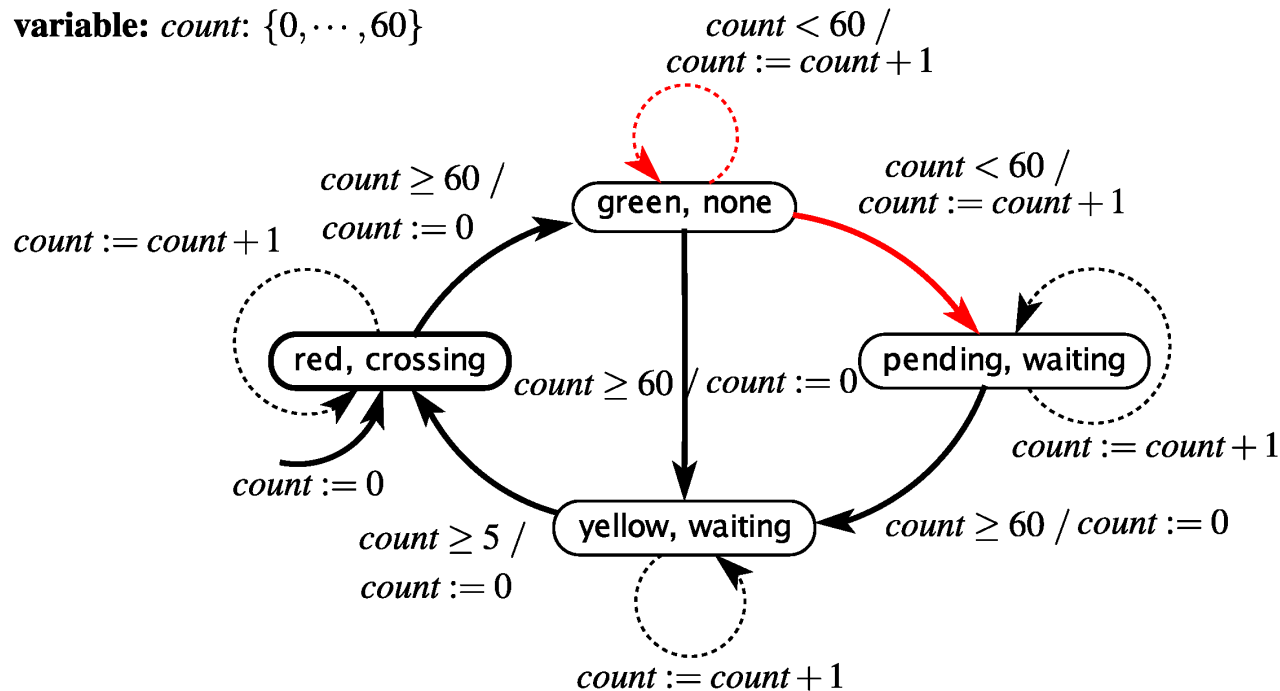 variable: count: {0, ⋯ , 60}
count < 60 /
count := count + 1
count ≥ 60 /
count := 0
count < 60 /
count := count + 1
green, none
count := count + 1
red, crossing
pending, waiting
count ≥ 60 / count := 0
count := count + 1
count := 0
yellow, waiting
count ≥ 60 / count := 0
count ≥ 5 /
count := 0
count := count + 1